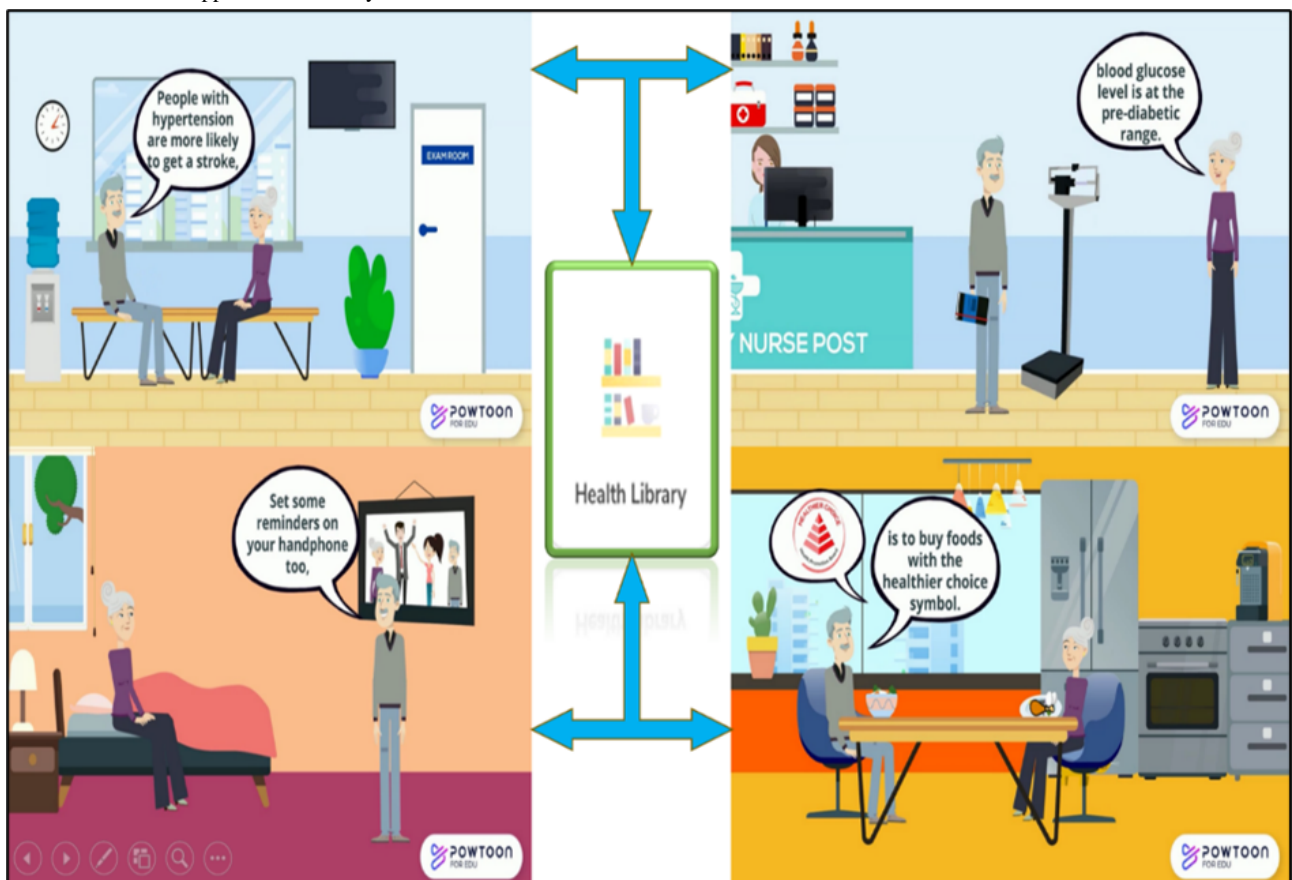 People with
hypertension
are more likely
to get a stroke,
EXAM ROOM
POWTOON
FOR EDU
blood glucose
level is at the
pre-diabetic
range.
Y NURSE POST
POWTOON
FOR EDU
Health Library
Set some
reminders on
your handphone
too,
POWTOON
FOR EDU
HEALTHIER CHOICE
is to buy foods
with the
healthier choice
symbol.
POWTOON
FOR EDU